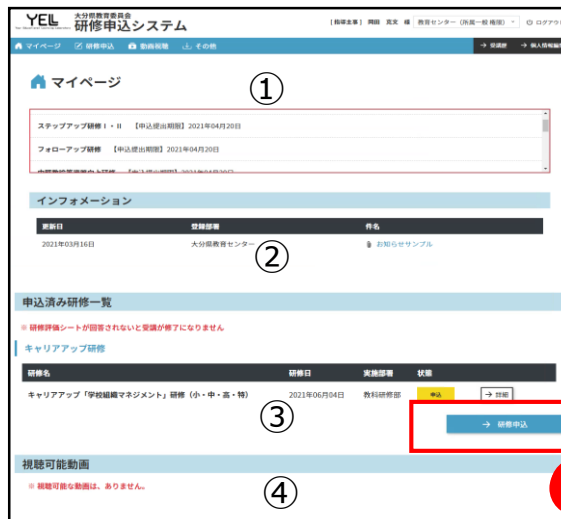 YELL 大分県教育委員会
研修申込システム
[指導主事] 岡田 異文 様 教育センター (所属一般権限) ログアウ
マイページ 研修申込 動画視聴 その他 → 受講歴 → 個人情報編
マイページ
①
ステップアップ研修Ⅰ・Ⅱ 【申込提出期限】2021年04月20日
フォローアップ研修 【申込提出期限】2021年04月20日
インフォメーション
更新日 登録部署 件名
2021年03月16日 大分県教育センター お知らせサンプル
②
申込済み研修一覧
※ 研修評価シートが回答されないと受講が修了になりません
キャリアアップ研修
研修名 研修日 実施部署 状態
キャリアアップ「学校組織マネジメント」研修（小・中・高・特） 2021年06月04日 教科研修部 申込 → 詳細
③
→ 研修申込
視聴可能動画
※ 視聴可能な動画は、ありません。
④